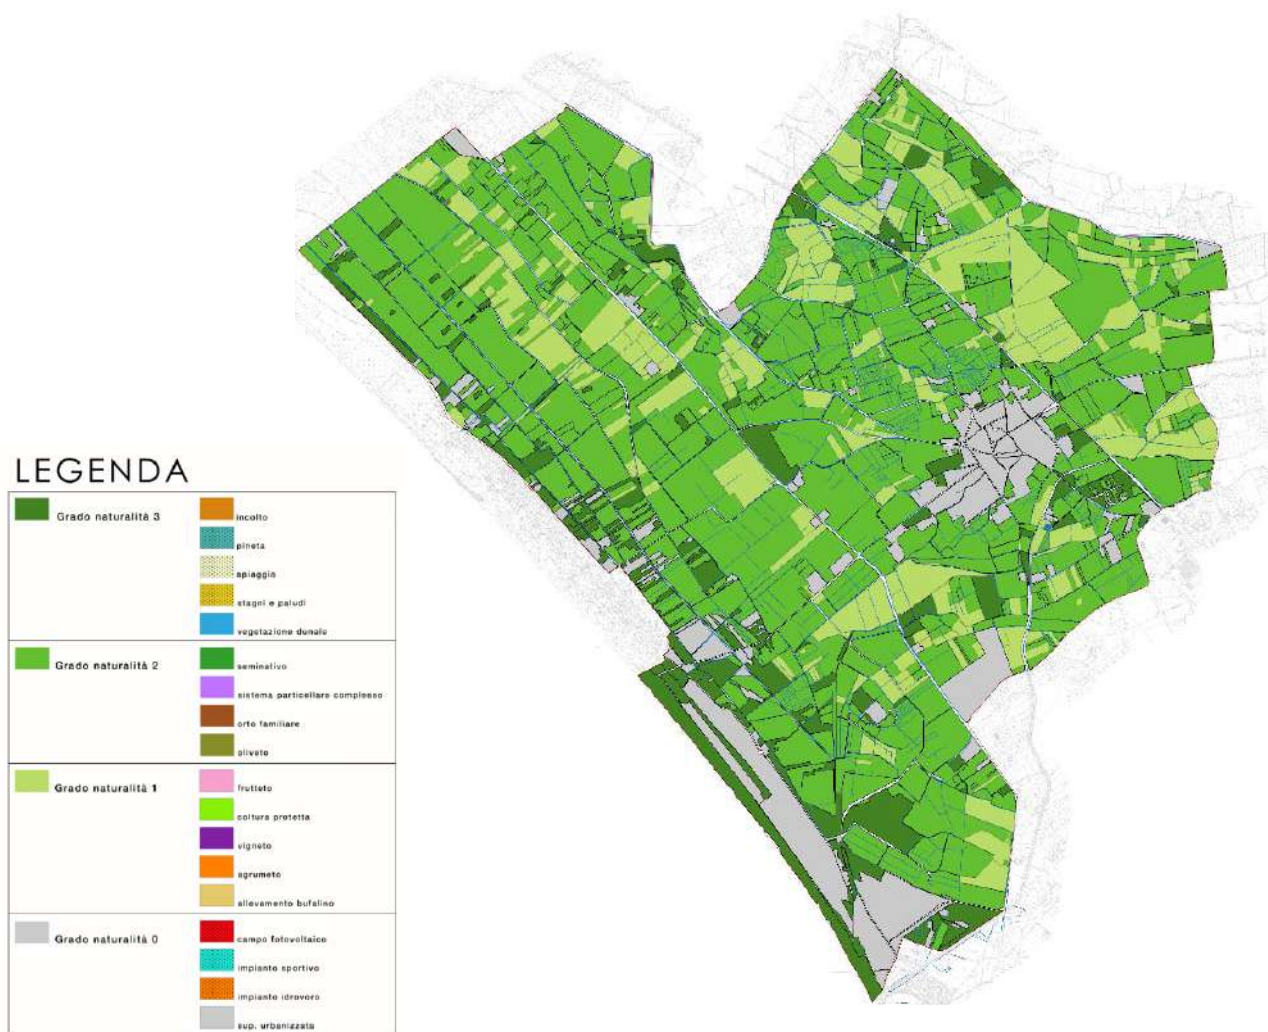 LEGENDA
Grado naturalità 3
incolto
pineta
spiaggia
stagni e paludi
vegetazione dunale
Grado naturalità 2
seminativo
sistema particellare complesso
orto familiare
oliveto
Grado naturalità 1
frutteto
coltura protetta
vigneto
agrumeto
allevamento bufalino
Grado naturalità 0
campo fotovoltaico
impianto sportivo
impianto idrovoro
sup. urbanizzata